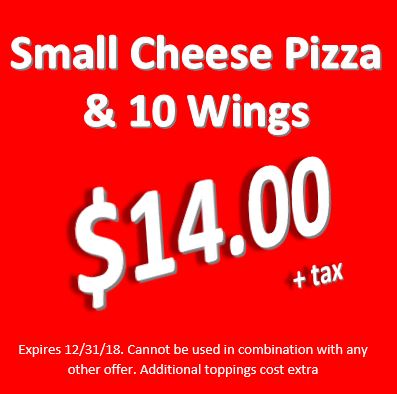 Small Cheese Pizza
& 10 Wings
$14.00
+ tax
Expires 12/31/18. Cannot be used in combination with any
other offer. Additional toppings cost extra